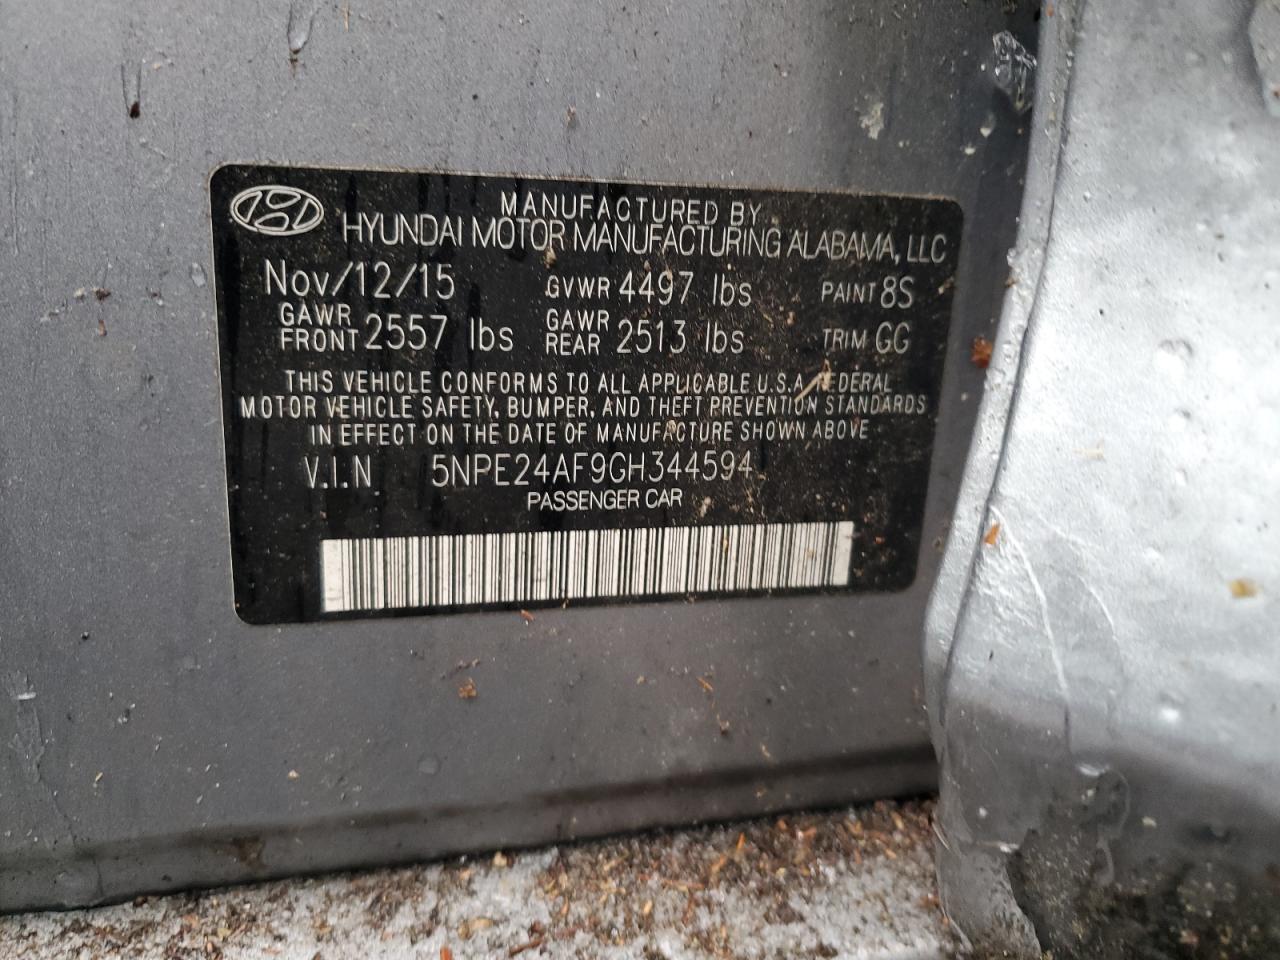 MANUFACTURED BY
HYUNDAI MOTOR MANUFACTURING ALABAMA, LLC
Nov/12/15 GVWR 4497 lbs PAINT 8S
GAWR FRONT 2557 lbs GAWR REAR 2513 lbs TRIM GG
THIS VEHICLE CONFORMS TO ALL APPLICABLE U.S.A FEDERAL
MOTOR VEHICLE SAFETY, BUMPER, AND THEFT PREVENTION STANDARDS
IN EFFECT ON THE DATE OF MANUFACTURE SHOWN ABOVE
V.I.N 5NPE24AF9GH344594
PASSENGER CAR